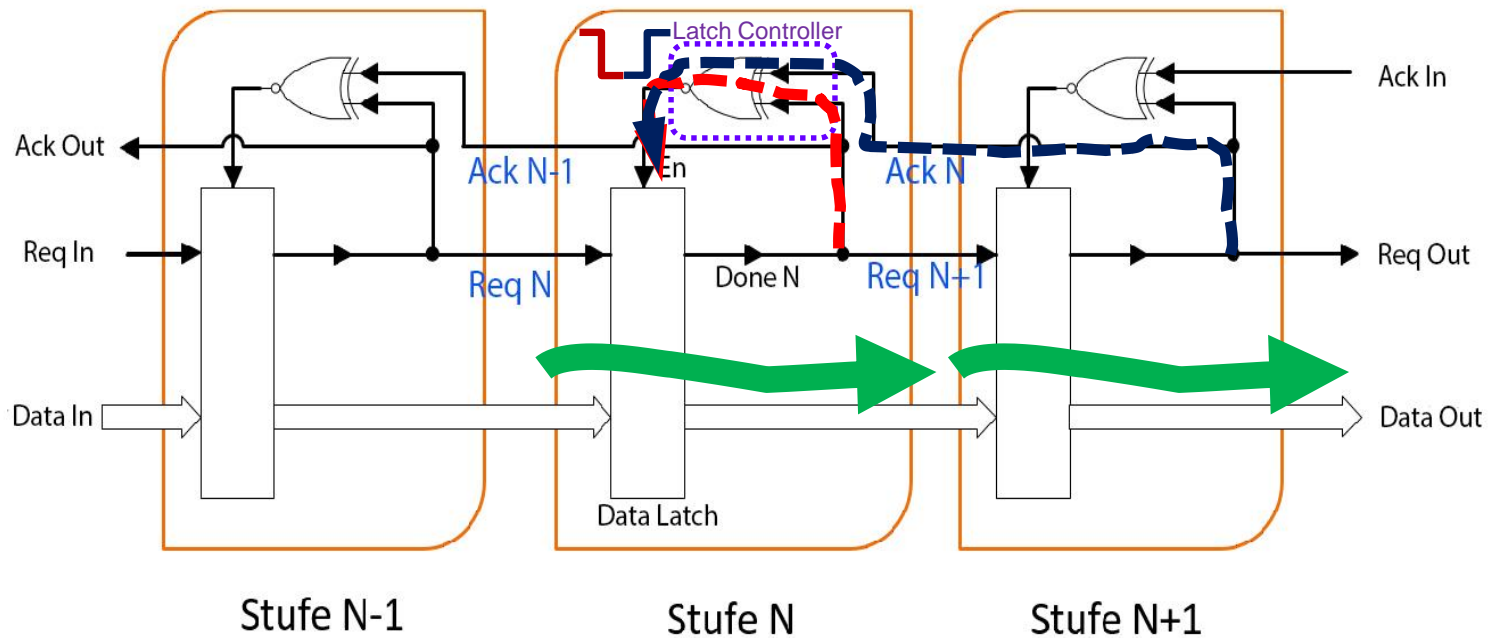 Latch Controller
Ack In
Ack Out
Ack N-1
En
Ack N
Req In
Req N
Done N
Req N+1
Req Out
Data In
Data Out
Data Latch
Stufe N-1
Stufe N
Stufe N+1